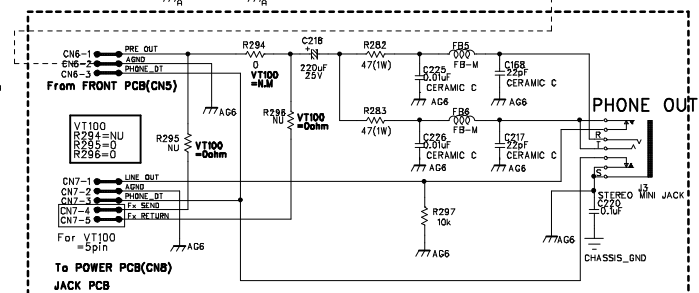 CN6-1 PRE OUT
CN6-2 AGND
CN6-3 PHONE_DT
From FRONT PCB(CN5)
AG6
R294
0
VT100
=N.M
C218
220uF
25V
R282
47(1W)
C225
0.01uF
CERAMIC C
AG6
FB5
FB-M
C168
22pF
CERAMIC C
AG6
R283
47(1W)
C226
0.01uF
CERAMIC C
AG6
FB6
FB-M
C217
22pF
CERAMIC C
AG6
PHONE OUT
R
T
S
J3
STEREO MINI JACK
VT100
R294=NU
R295=0
R296=0
R295
NU
VT100
=0ohm
R296
NU
VT100
=0ohm
CN7-1 LINE OUT
CN7-2 AGND
CN7-3 PHONE_DT
CN7-4 Fx SEND
CN7-5 Fx RETURN
For VT100
=5pin
AG6
R297
10k
AG6
AG6
C220
0.1uF
CHASSIS_GND
To POWER PCB(CN8)
JACK PCB